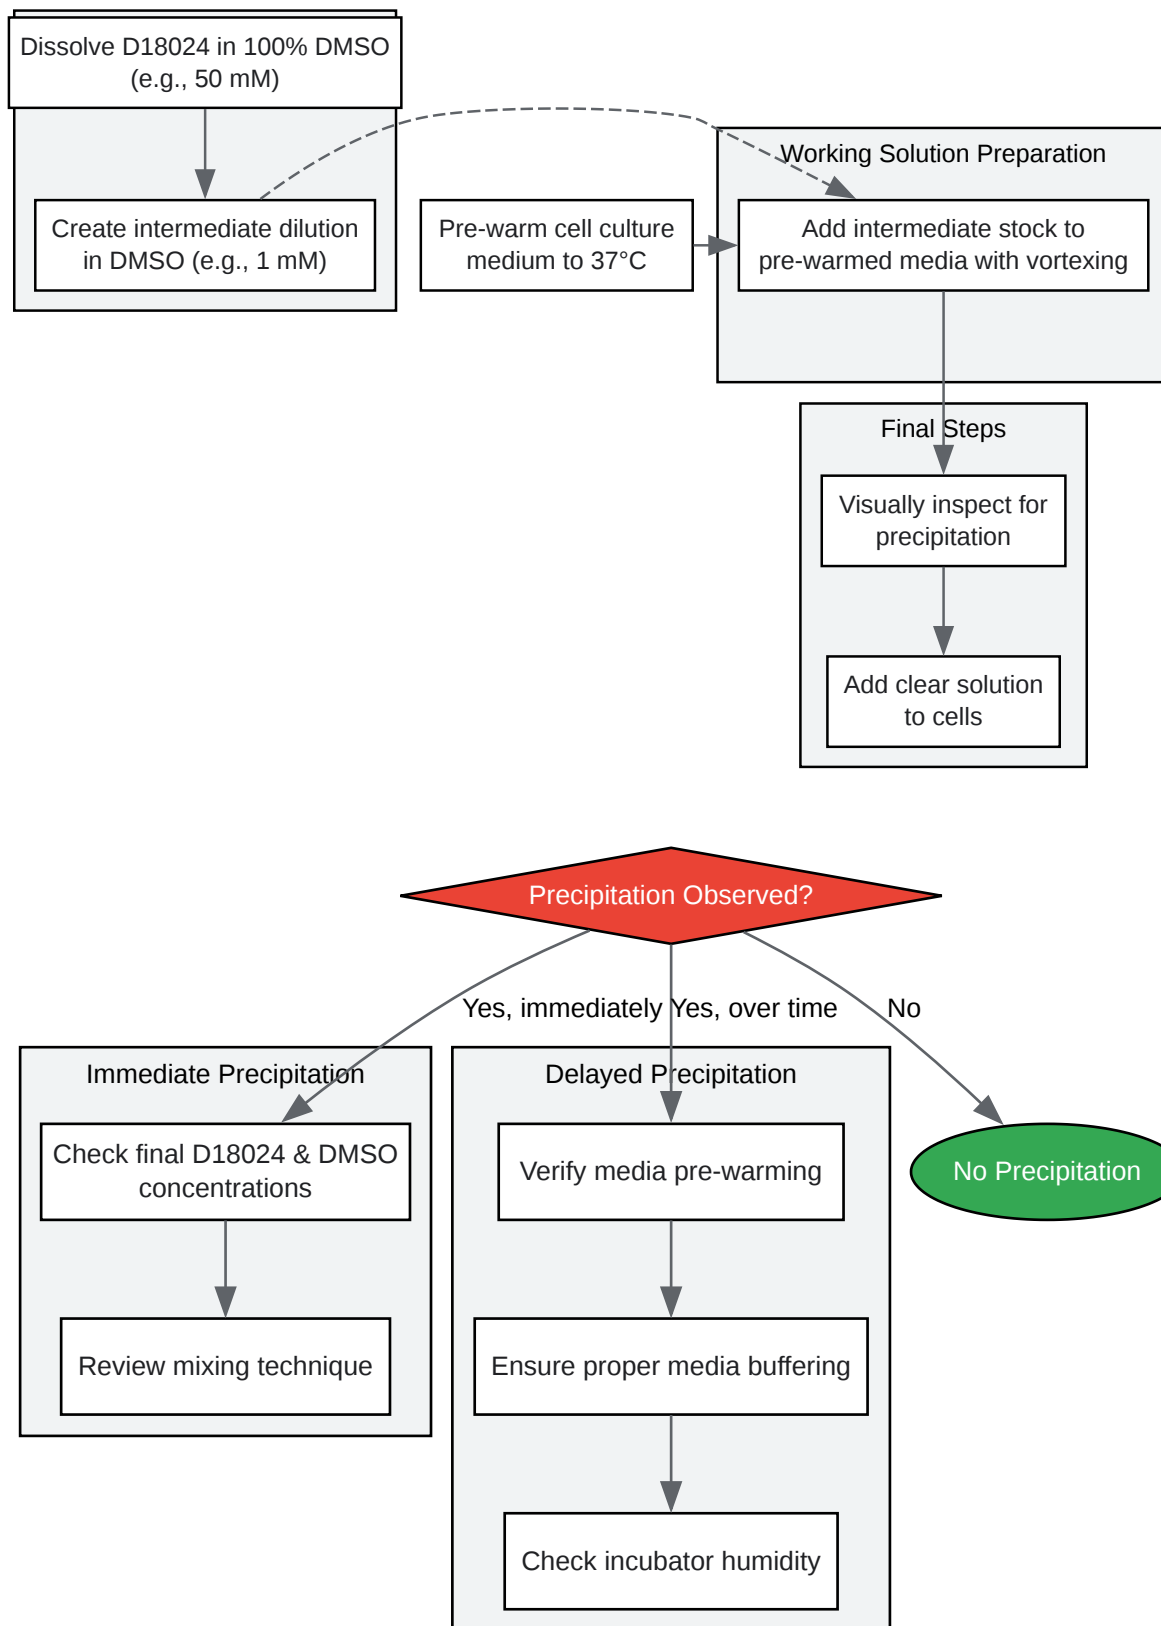 Dissolve D18024 in 100% DMSO
(e.g., 50 mM)
Create intermediate dilution
in DMSO (e.g., 1 mM)
Pre-warm cell culture
medium to 37°C
Working Solution Preparation
Add intermediate stock to
pre-warmed media with vortexing
Final Steps
Visually inspect for
precipitation
Add clear solution
to cells
Precipitation Observed?
Yes, immediately
Yes, over time
No
Immediate Precipitation
Check final D18024 & DMSO
concentrations
Review mixing technique
Delayed Precipitation
Verify media pre-warming
Ensure proper media buffering
Check incubator humidity
No Precipitation